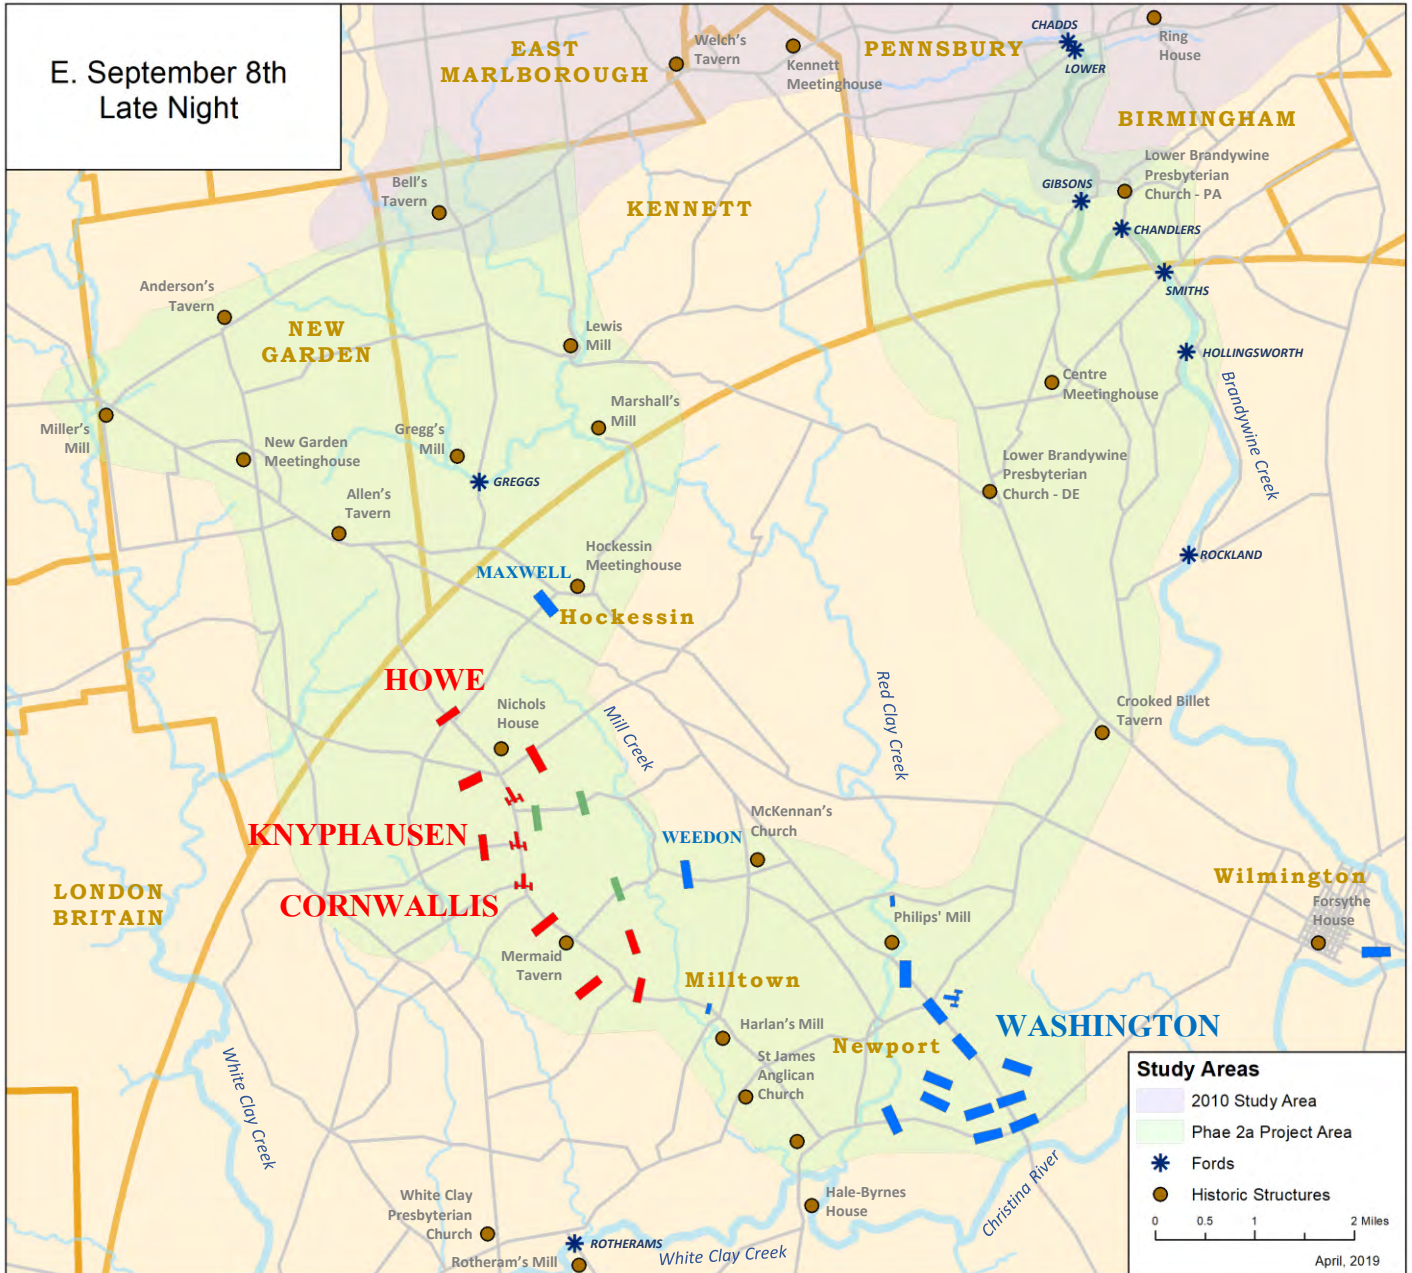 E. September 8th
Late Night
EAST
MARLBOROUGH
Welch's
Tavern
Kennett
Meetinghouse
PENNSBURY
CHADDS
LOWER
Ring
House
BIRMINGHAM
Lower Brandywine
Presbyterian
Church - PA
GIBSONS
CHANDLERS
SMITHS
Bell's
Tavern
KENNETT
Anderson's
Tavern
NEW
GARDEN
Lewis
Mill
HOLLINGSWORTH
Centre
Meetinghouse
Brandywine Creek
Miller's
Mill
New Garden
Meetinghouse
Gregg's
Mill
Marshall's
Mill
GREGGS
Allen's
Tavern
Lower Brandywine
Presbyterian
Church - DE
ROCKLAND
Hockessin
Meetinghouse
MAXWELL
Hockessin
HOWE
Nichols
House
Mill Creek
Red Clay Creek
Crooked Billet
Tavern
KNYPHAUSEN
WEEDON
McKennan's
Church
CORNWALLIS
LONDON
BRITAIN
Wilmington
Forsythe
House
Philips' Mill
Mermaid
Tavern
Milltown
Harlan's Mill
Newport
WASHINGTON
St James
Anglican
Church
White Clay Creek
White Clay
Presbyterian
Church
Hale-Byrnes
House
Christina River
ROTHERAMS
Rotheram's Mill
White Clay Creek
Study Areas
2010 Study Area
Phae 2a Project Area
Fords
Historic Structures
0 0.5 1 2 Miles
April, 2019